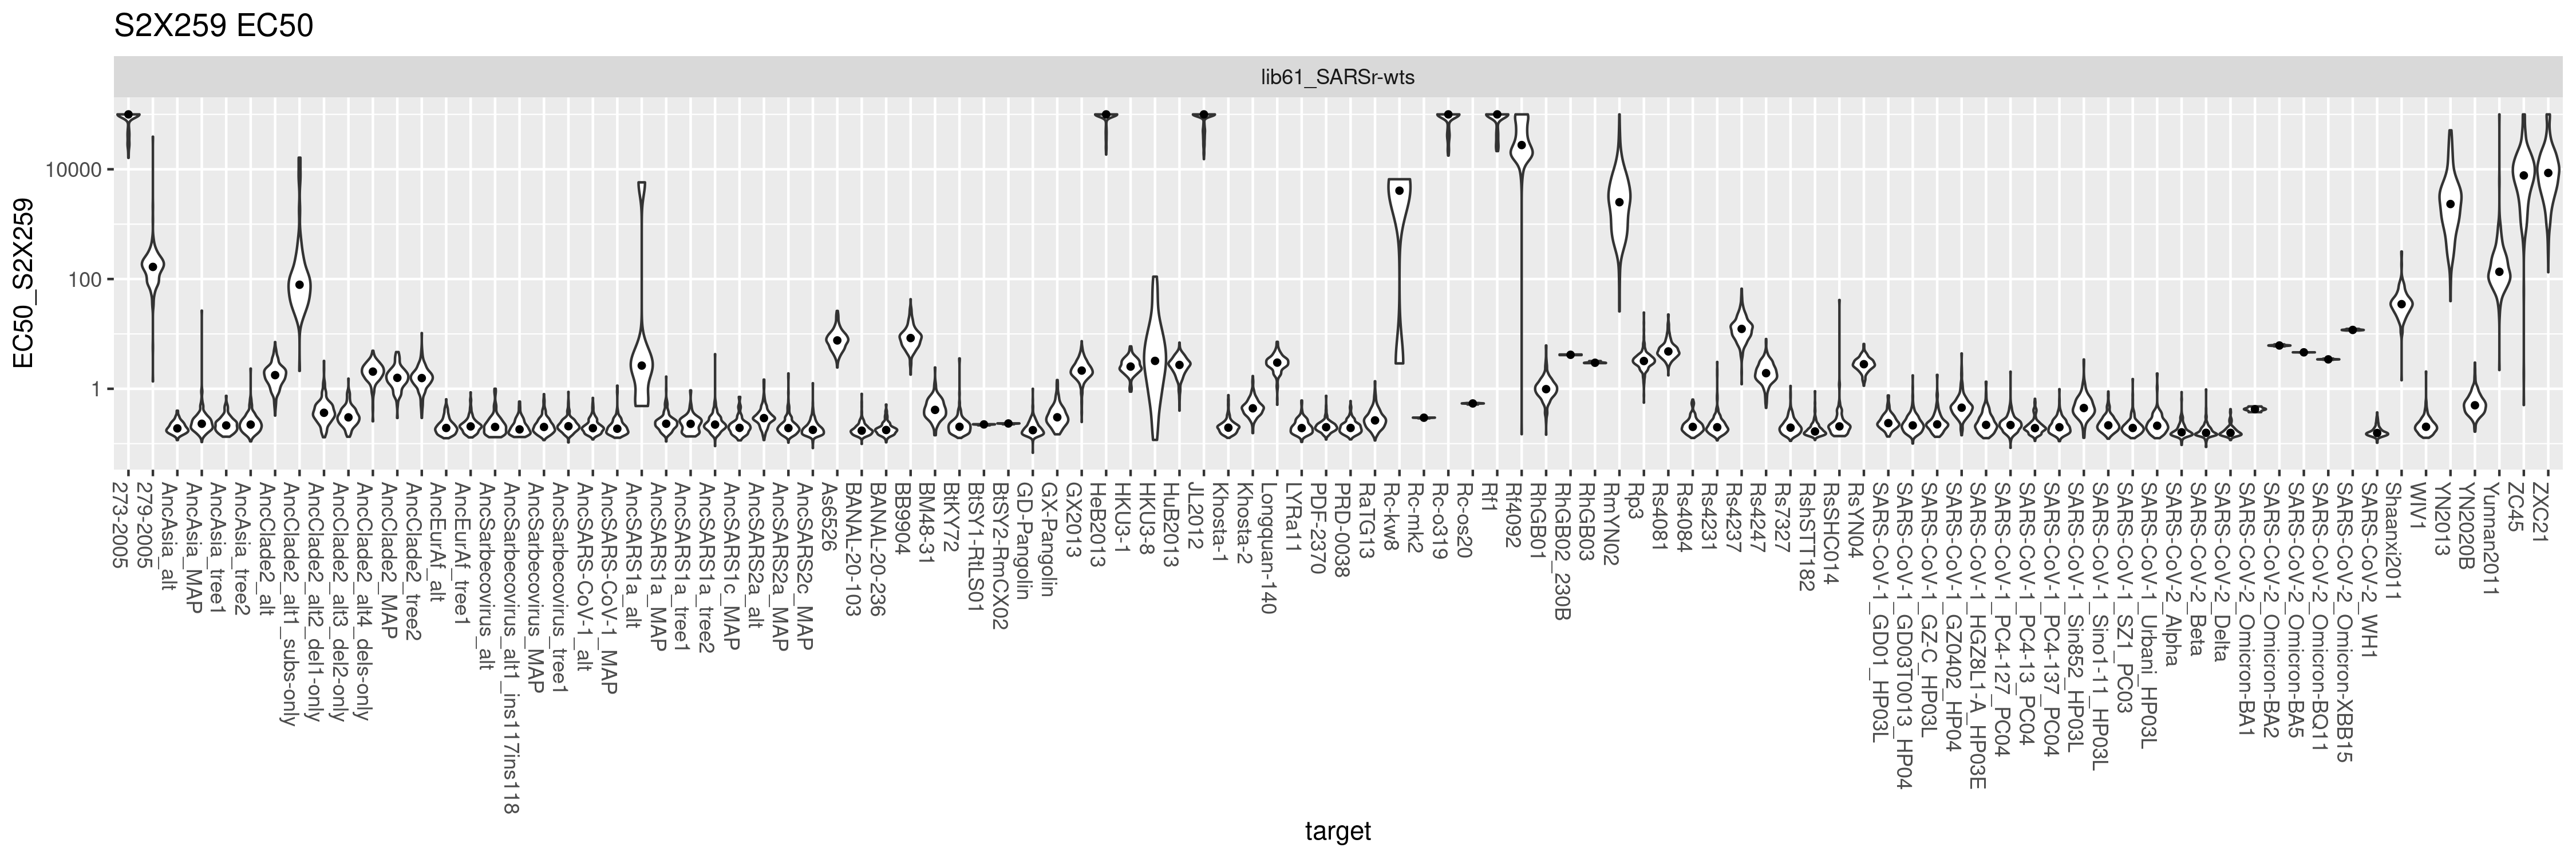 S2X259 EC50
lib61_SARSr-wts
EC50_S2X259
10000
100
1
273-2005
279-2005
AncAsia_alt
AncAsia_MAP
AncAsia_tree1
AncAsia_tree2
AncClade2_alt
AncClade2_alt1_subs-only
AncClade2_alt2_del1-only
AncClade2_alt3_del2-only
AncClade2_alt4_dels-only
AncClade2_MAP
AncClade2_tree2
AncEurAf_alt
AncEurAf_tree1
AncSarbecovirus_alt
AncSarbecovirus_alt1_ins117ins118
AncSarbecovirus_MAP
AncSarbecovirus_tree1
AncSARS-CoV-1_alt
AncSARS-CoV-1_MAP
AncSARS1a_alt
AncSARS1a_MAP
AncSARS1a_tree1
AncSARS1a_tree2
AncSARS1c_MAP
AncSARS2a_alt
AncSARS2a_MAP
AncSARS2c_MAP
As6526
BANAL-20-103
BANAL-20-236
BB9904
BM48-31
BtKY72
BtSY1-RtLS01
BtSY2-RmCX02
GD-Pangolin
GX-Pangolin
GX2013
HeB2013
HKU3-1
HKU3-8
HuB2013
JL2012
Khosta-1
Khosta-2
Longquan-140
LYRa11
PDF-2370
PRD-0038
RaTG13
Rc-kw8
Rc-mk2
Rc-o319
Rc-os20
Rf1
Rf4092
RhGB01
RhGB02_230B
RhGB03
RmYN02
Rp3
Rs4081
Rs4084
Rs4231
Rs4237
Rs4247
Rs7327
RshSTT182
RsSHC014
RsYN04
SARS-CoV-1_GD01_HP03L
SARS-CoV-1_GD03T0013_HP04
SARS-CoV-1_GZ-C_HP03L
SARS-CoV-1_GZ0402_HP04
SARS-CoV-1_HGZ8L1-A_HP03E
SARS-CoV-1_PC4-127_PC04
SARS-CoV-1_PC4-13_PC04
SARS-CoV-1_PC4-137_PC04
SARS-CoV-1_Sin852_HP03L
SARS-CoV-1_Sino1-11_HP03L
SARS-CoV-1_SZ1_PC03
SARS-CoV-1_Urbani_HP03L
SARS-CoV-2_Alpha
SARS-CoV-2_Beta
SARS-CoV-2_Delta
SARS-CoV-2_Omicron-BA1
SARS-CoV-2_Omicron-BA2
SARS-CoV-2_Omicron-BA5
SARS-CoV-2_Omicron-BQ11
SARS-CoV-2_Omicron-XBB15
SARS-CoV-2_WH1
Shaanxi2011
WIV1
YN2013
YN2020B
Yunnan2011
ZC45
ZXC21
target